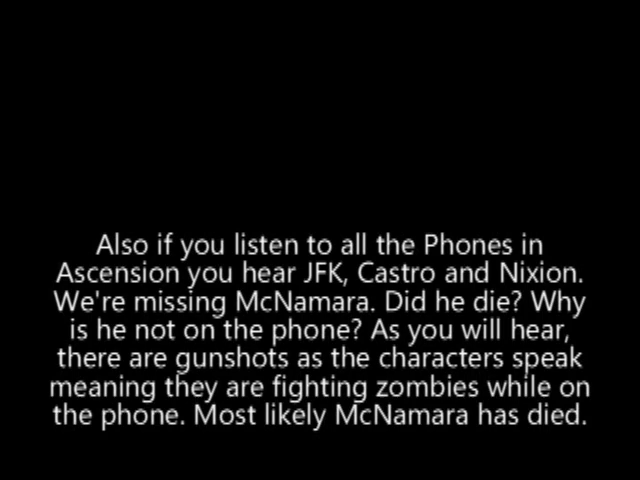 Also if you listen to all the Phones in
Ascension you hear JFK, Castro and Nixion.
We're missing McNamara. Did he die? Why
is he not on the phone? As you will hear,
there are gunshots as the characters speak
meaning they are fighting zombies while on
the phone. Most likely McNamara has died.